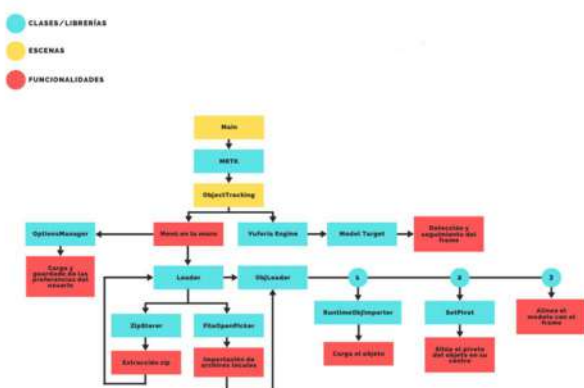 CLASES/LIBRERÍAS
ESCENAS
FUNCIONALIDADES
Main
MRTK
ObjectTracking
OptionsManager
Menú en la mano
Vuforia Engine
Model Target
Detección y
seguimiento del
frame
Carga y
guardado de las
preferencias del
usuario
Loader
ObjLoader
1
2
3
ZipStorer
FileOpenPicker
RuntimeObjImporter
SetPivot
Alinea el
modelo con el
frame
Extracción zip
Importación de
archivos locales
Carga el objeto
Sitúa el pivote
del objeto en su
centro